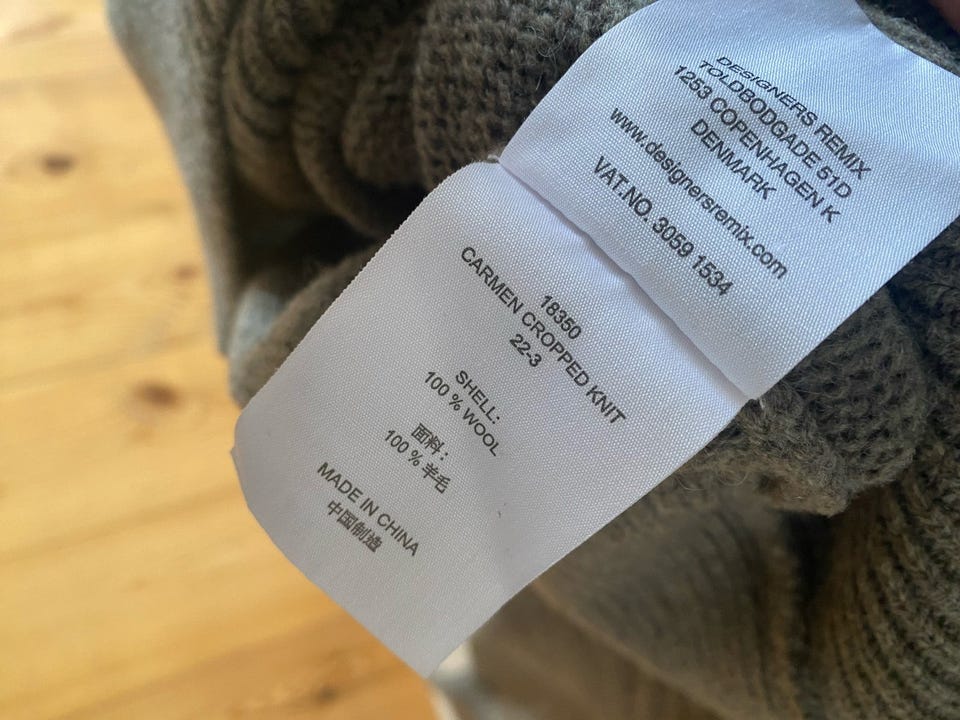 DESIGNERS REMIX
TOLDBODGADE 51D
1253 COPENHAGEN K
DENMARK
www.designersremix.com
VAT.NO. 3059 1534
18350
CARMEN CROPPED KNIT
22-3
SHELL:
100 % WOOL
面料：
100 % 羊毛
MADE IN CHINA
中国制造